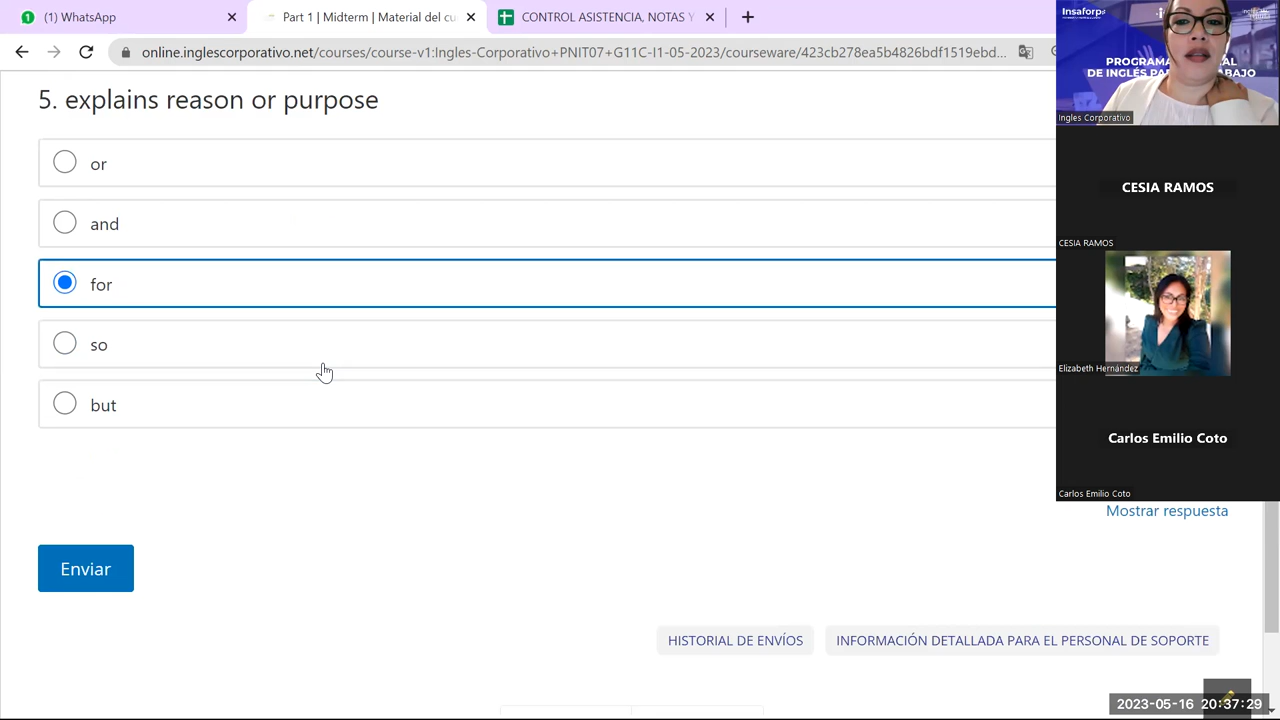 (1) WhatsApp
Part 1 | Midterm | Material del cu
online.inglescorporativo.net/courses/course-v1:Ingles-Corporativo+PNIT07+G11C-I1-05-2023/courseware/423cb278ea5b4826bdf1519ebd...
5. explains reason or purpose
or
and
for
so
but
Mostrar respuesta
Enviar
HISTORIAL DE ENVÍOS
INFORMACIÓN DETALLADA PARA EL PERSONAL DE SOPORTE
Insaforp
Ingles Corporativo
CESIA RAMOS
CESIA RAMOS
Elizabeth Hernández
Carlos Emilio Coto
Carlos Emilio Coto
2023-05-16 20:37:29